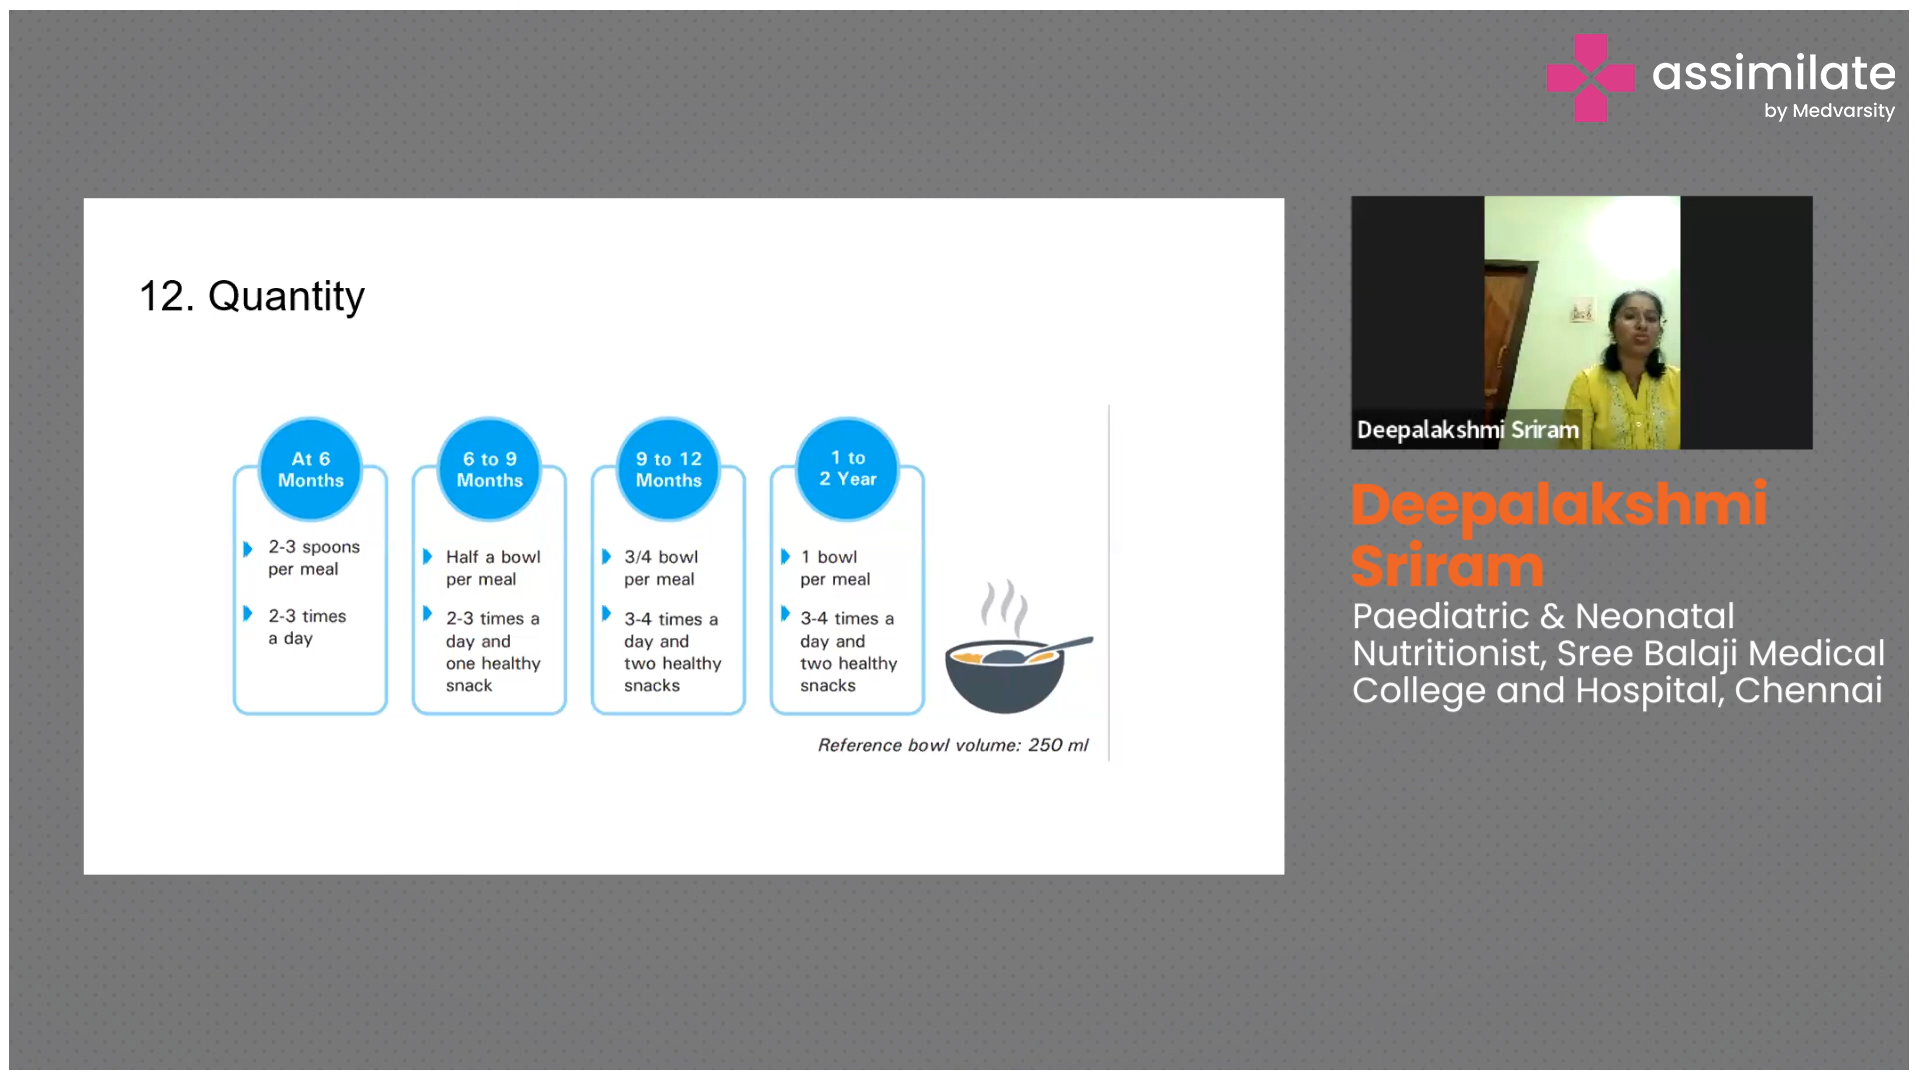 assimilate
by Medvarsity
12. Quantity
At 6
Months
2-3 spoons
per meal
2-3 times
a day
6 to 9
Months
Half a bowl
per meal
2-3 times a
day and
one healthy
snack
9 to 12
Months
3/4 bowl
per meal
3-4 times a
day and
two healthy
snacks
1 to
2 Year
1 bowl
per meal
3-4 times a
day and
two healthy
snacks
Reference bowl volume: 250 ml
Deepalakshmi Sriram
Deepalakshmi
Sriram
Paediatric & Neonatal
Nutritionist, Sree Balaji Medical
College and Hospital, Chennai